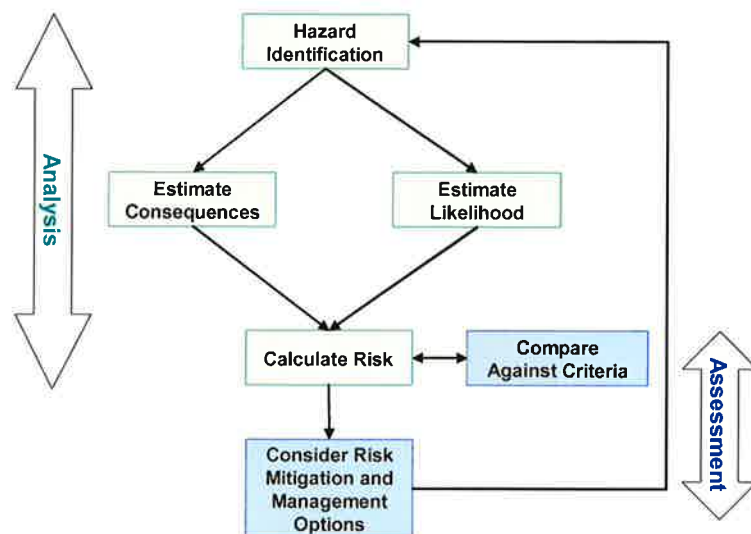 Hazard
Identification
Analysis
Estimate
Consequences
Estimate
Likelihood
Calculate Risk
Compare
Against Criteria
Assessment
Consider Risk
Mitigation and
Management
Options